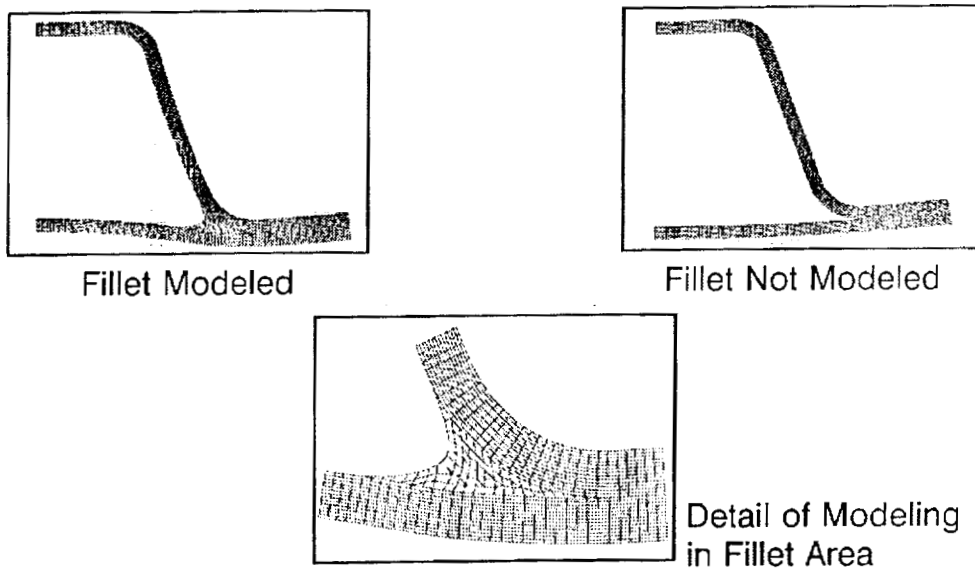 Fillet Modeled
Fillet Not Modeled
Detail of Modeling
in Fillet Area